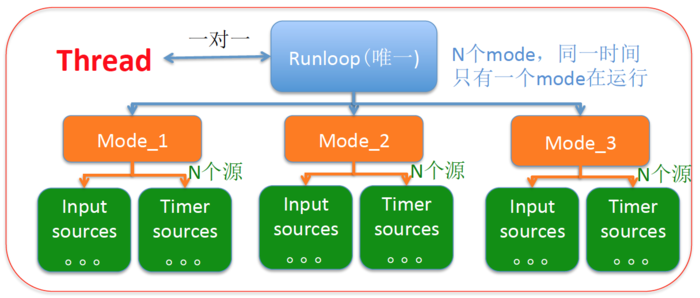 Thread
一对一
Runloop(唯一)
N个mode，同一时间
只有一个mode在运行
Mode_1
Mode_2
Mode_3
N个源
N个源
N个源
Input
sources
。。。
Timer
sources
。。。
Input
sources
。。。
Timer
sources
。。。
Input
sources
。。。
Timer
sources
。。。